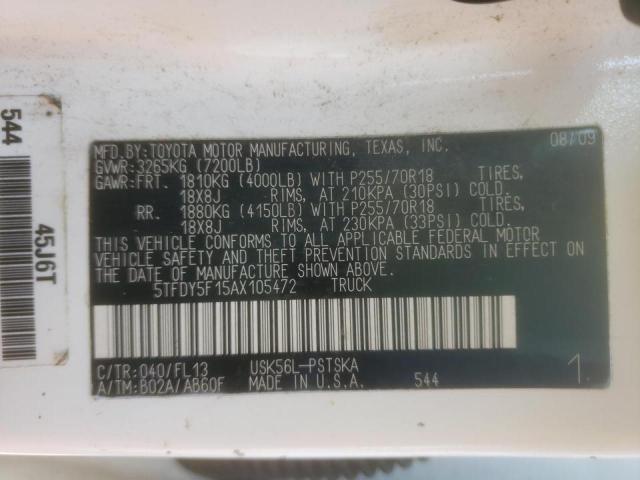 544
45J6T
MFD.BY:TOYOTA MOTOR MANUFACTURING, TEXAS, INC. 08/09
GVWR:3265KG (7200LB)
GAWR:FRT. 1810KG (4000LB) WITH P255/70R18 TIRES,
18X8J RIMS, AT 210KPA (30PSI) COLD.
RR. 1880KG (4150LB) WITH P255/70R18 TIRES,
18X8J RIMS, AT 230KPA (33PSI) COLD.
THIS VEHICLE CONFORMS TO ALL APPLICABLE FEDERAL MOTOR
VEHICLE SAFETY AND THEFT PREVENTION STANDARDS IN EFFECT ON
THE DATE OF MANUFACTURE SHOWN ABOVE.
5TFDY5F15AX105472 TRUCK
C/TR:040/FL13 USK56L-PSTSKA
A/TM:B02A/AB60F MADE IN U.S.A. 544 1.